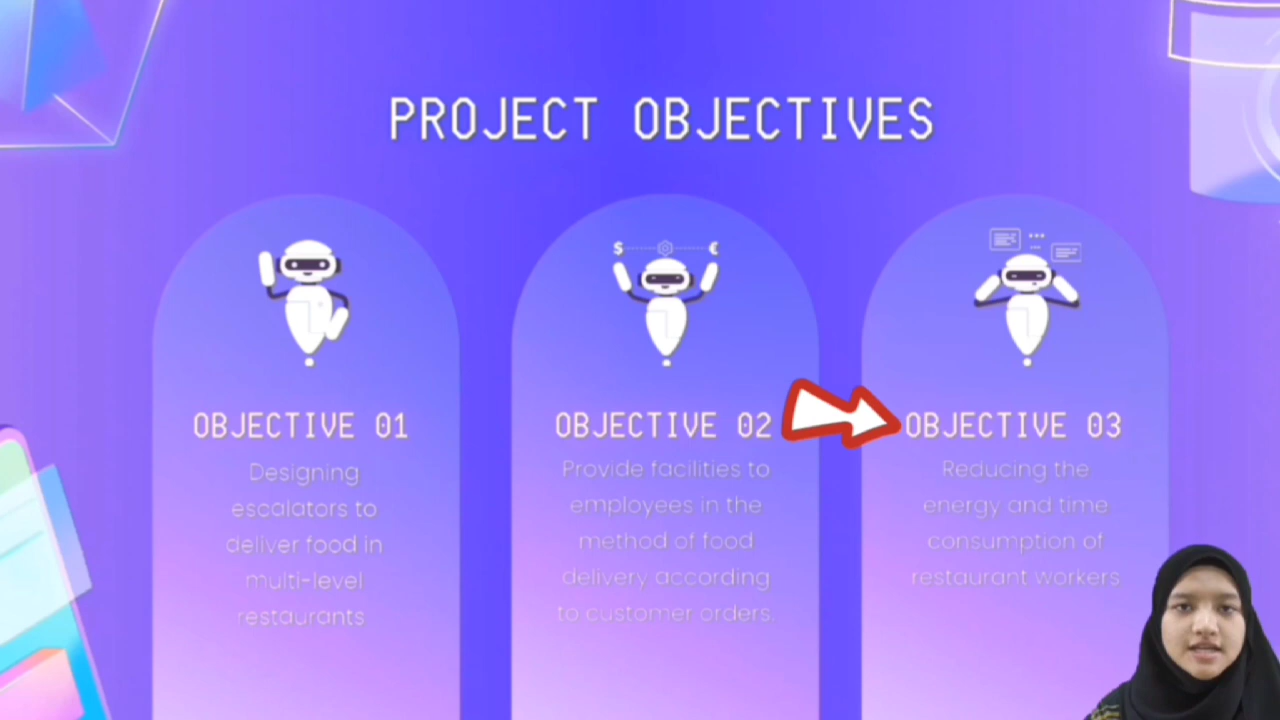 PROJECT OBJECTIVES
$ €
OBJECTIVE 01
Designing
escalators to
deliver food in
multi-level
restaurants
OBJECTIVE 02
Provide facilities to
employees in the
method of food
delivery according
to customer orders.
OBJECTIVE 03
Reducing the
energy and time
consumption of
restaurant workers